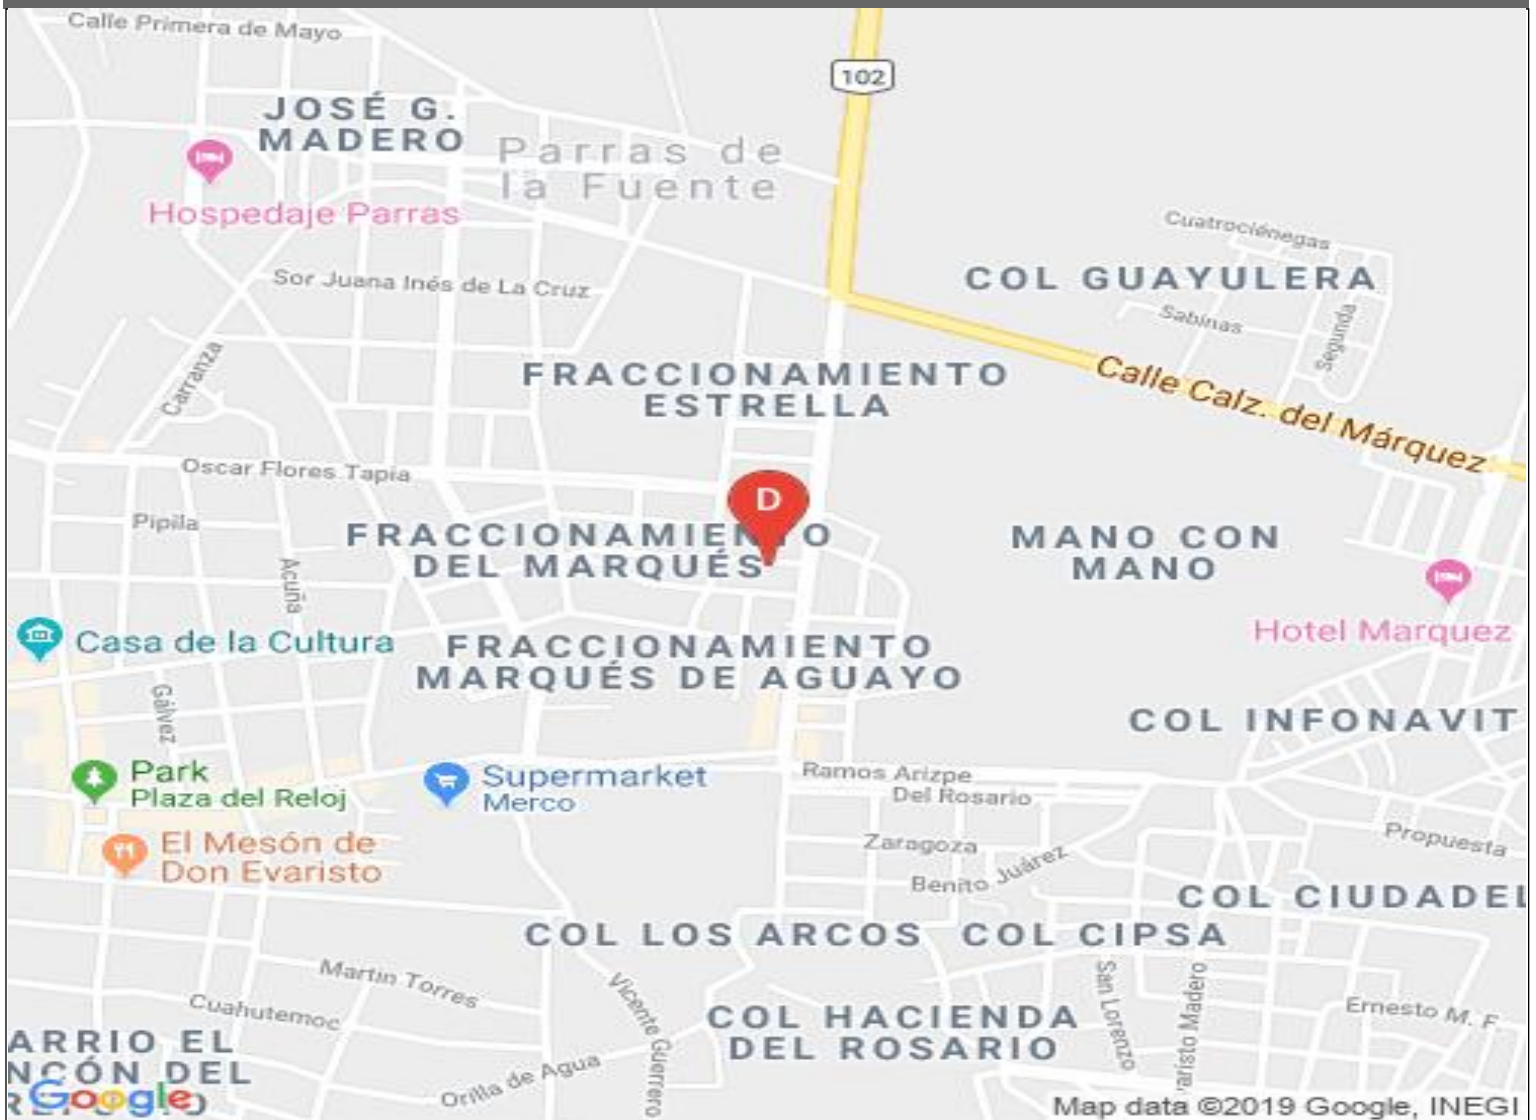 Calle Primera de Mayo
102
JOSÉ G.
MADERO
Parras de
la Fuente
Hospedaje Parras
Cuatrociénegas
COL GUAYULERA
Sor Juana Inés de La Cruz
Sabinas
Segunda
Carranza
FRACCIONAMIENTO
ESTRELLA
Calle Calz. del Márquez
Oscar Flores Tapia
D
Pipila
FRACCIONAMIENTO
DEL MARQUÉS
MANO CON
MANO
Acuña
Hotel Marquez
Casa de la Cultura
FRACCIONAMIENTO
MARQUÉS DE AGUAYO
Gálvez
COL INFONAVIT
Park
Plaza del Reloj
Supermarket
Merco
Ramos Arizpe
Del Rosario
El Mesón de
Don Evaristo
Zaragoza
Benito Juárez
Propuesta
COL CIUDADEL
COL LOS ARCOS
COL CIPSA
Martin Torres
Cuahutemoc
Vicente Guerrero
San Lorenzo
varisto Madero
Ernesto M. F.
COL HACIENDA
DEL ROSARIO
ARRIO EL
NCÓN DEL
Orilla de Agua
Google
Map data ©2019 Google, INEGI